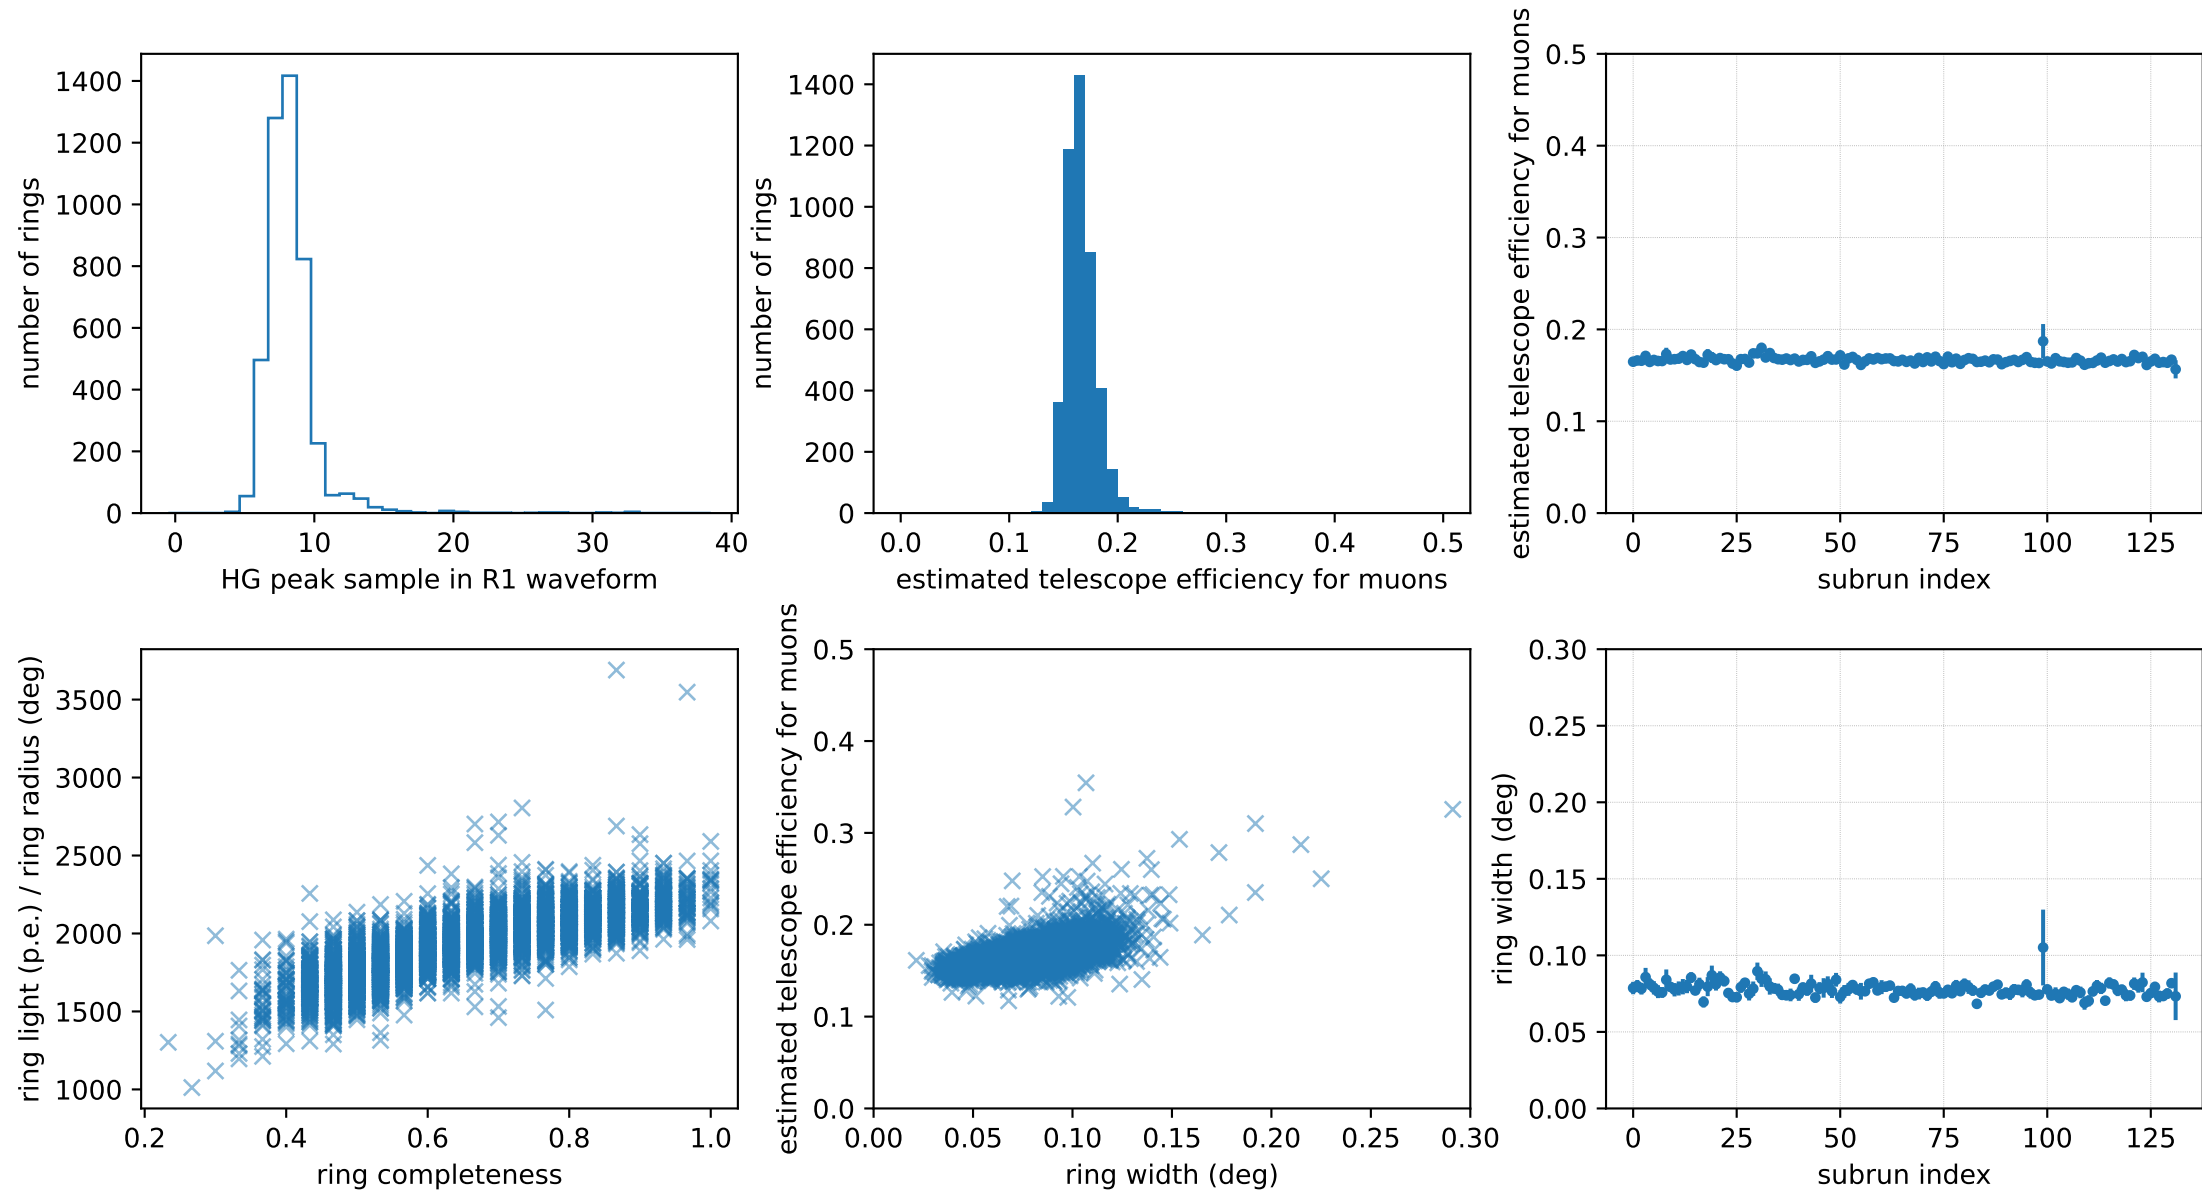 number of rings
1400
1200
1000
800
600
400
200
0
0 10 20 30 40
HG peak sample in R1 waveform
number of rings
1400
1200
1000
800
600
400
200
0
0.0 0.1 0.2 0.3 0.4 0.5
estimated telescope efficiency for muons
estimated telescope efficiency for muons
0.5
0.4
0.3
0.2
0.1
0.0
0 25 50 75 100 125
subrun index
ring light (p.e.) / ring radius (deg)
3500
3000
2500
2000
1500
1000
0.2 0.4 0.6 0.8 1.0
ring completeness
estimated telescope efficiency for muons
0.5
0.4
0.3
0.2
0.1
0.0
0.00 0.05 0.10 0.15 0.20 0.25 0.30
ring width (deg)
ring width (deg)
0.30
0.25
0.20
0.15
0.10
0.05
0.00
0 25 50 75 100 125
subrun index